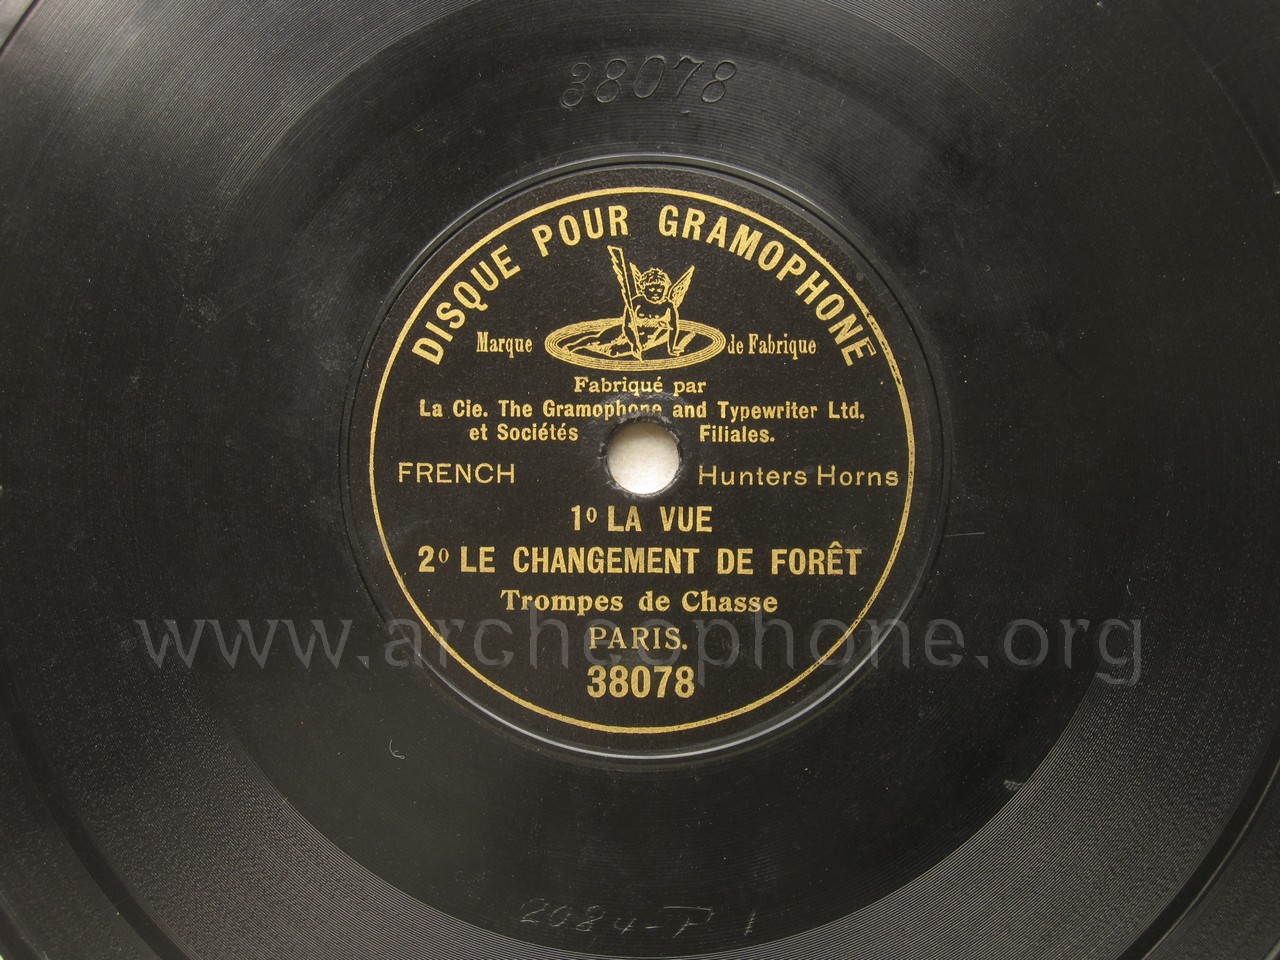 38078
DISQUE POUR GRAMOPHONE
Marque de Fabrique
Fabriqué par
La Cie. The Gramophone and Typewriter Ltd.
et Sociétés Filiales.
FRENCH Hunters Horns
1º LA VUE
2º LE CHANGEMENT DE FORÊT
Trompes de Chasse
www.archeophone.org
PARIS.
38078
2084-F 1